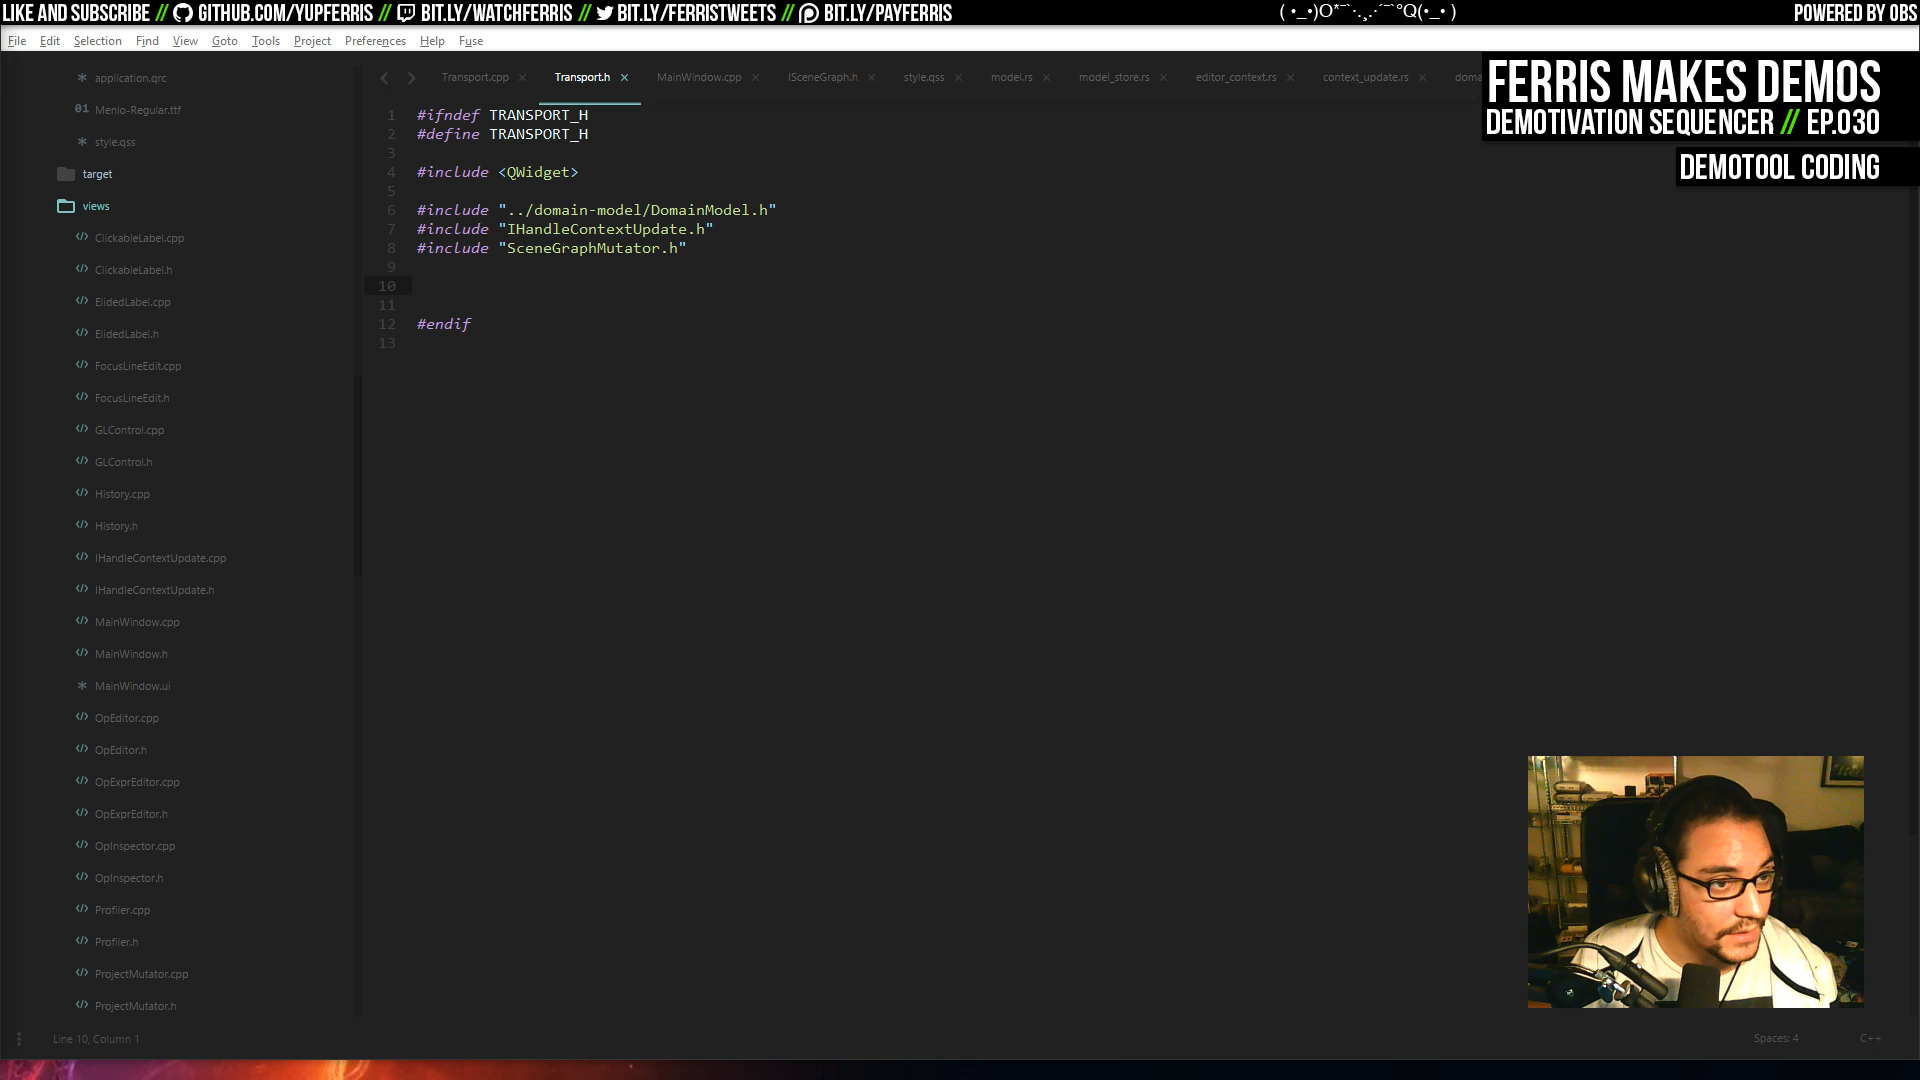 LIKE AND SUBSCRIBE // GITHUB.COM/YUPFERRIS // BIT.LY/WATCHFERRIS // BIT.LY/FERRISTWEETS // BIT.LY/PAYFERRIS
POWERED BY OBS
File Edit Selection Find View Goto Tools Project Preferences Help Fuse
FERRIS MAKES DEMOS
DEMOTIVATION SEQUENCER // EP.030
DEMOTOOL CODING
Transport.cpp × Transport.h × MainWindow.cpp × ISceneGraph.h × style.qss × model.rs × model_store.rs × editor_context.rs × context_update.rs × doma
application.qrc
01 Menlo-Regular.ttf
style.qss
target
views
ClickableLabel.cpp
ClickableLabel.h
ElidedLabel.cpp
ElidedLabel.h
FocusLineEdit.cpp
FocusLineEdit.h
GLControl.cpp
GLControl.h
History.cpp
History.h
IHandleContextUpdate.cpp
IHandleContextUpdate.h
MainWindow.cpp
MainWindow.h
MainWindow.ui
OpEditor.cpp
OpEditor.h
OpExprEditor.cpp
OpExprEditor.h
OpInspector.cpp
OpInspector.h
Profiler.cpp
Profiler.h
ProjectMutator.cpp
ProjectMutator.h
1 #ifndef TRANSPORT_H
2 #define TRANSPORT_H
3
4 #include <QWidget>
5
6 #include "../domain-model/DomainModel.h"
7 #include "IHandleContextUpdate.h"
8 #include "SceneGraphMutator.h"
9
10
11
12 #endif
13
Line 10, Column 1
Spaces: 4
C++